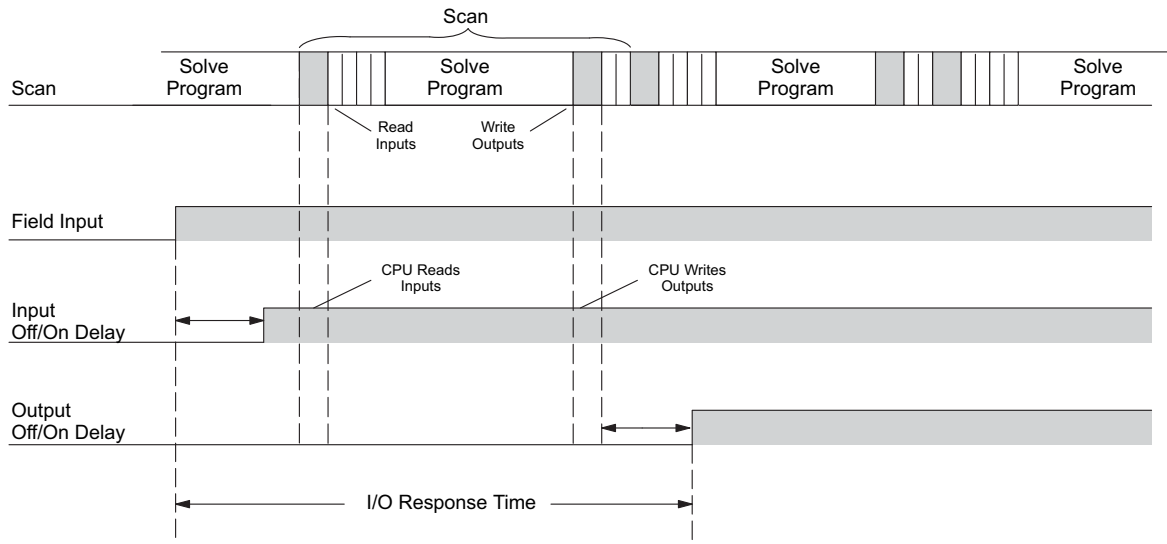 Scan
Scan
Solve
Program
Solve
Program
Solve
Program
Solve
Program
Read
Inputs
Write
Outputs
Field Input
CPU Reads
Inputs
CPU Writes
Outputs
Input
Off/On Delay
Output
Off/On Delay
I/O Response Time